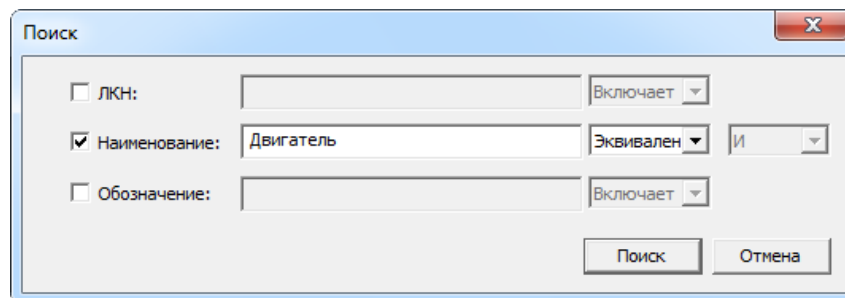 Поиск
ЛКН: Включает
Наименование: Двигатель Эквивален И
Обозначение: Включает
Поиск Отмена